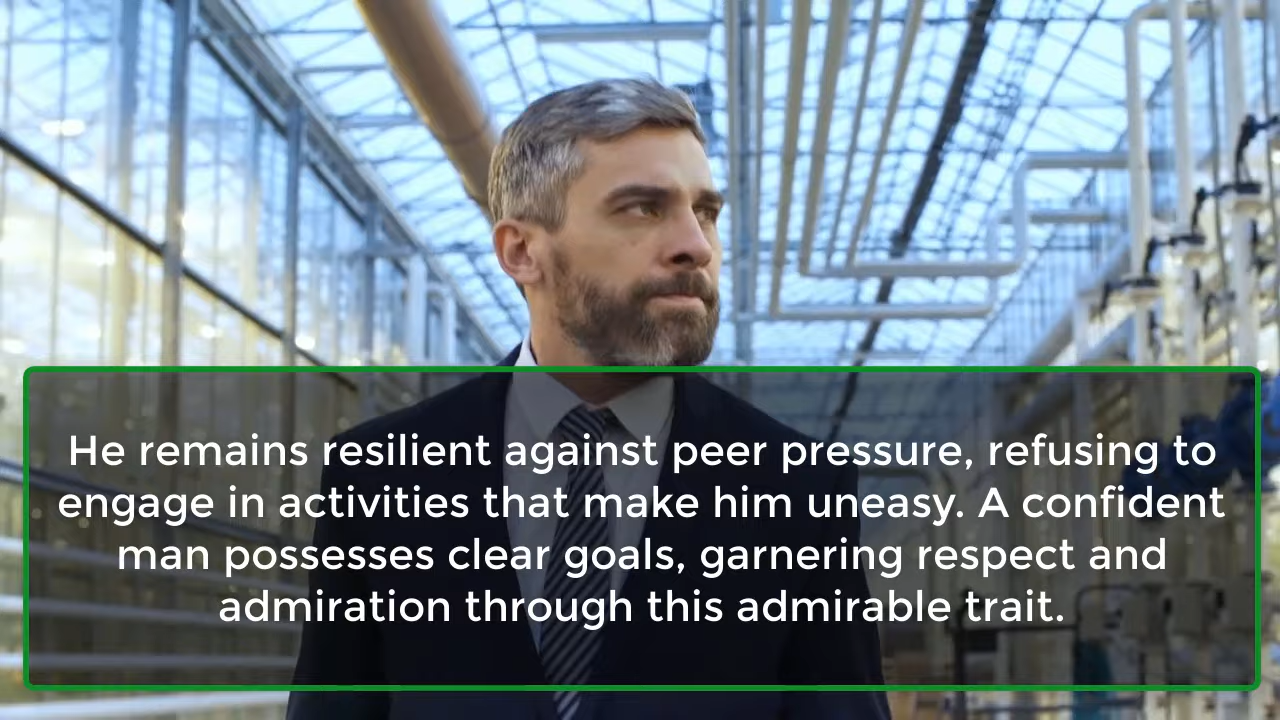 He remains resilient against peer pressure, refusing to
engage in activities that make him uneasy. A confident
man possesses clear goals, garnering respect and
admiration through this admirable trait.